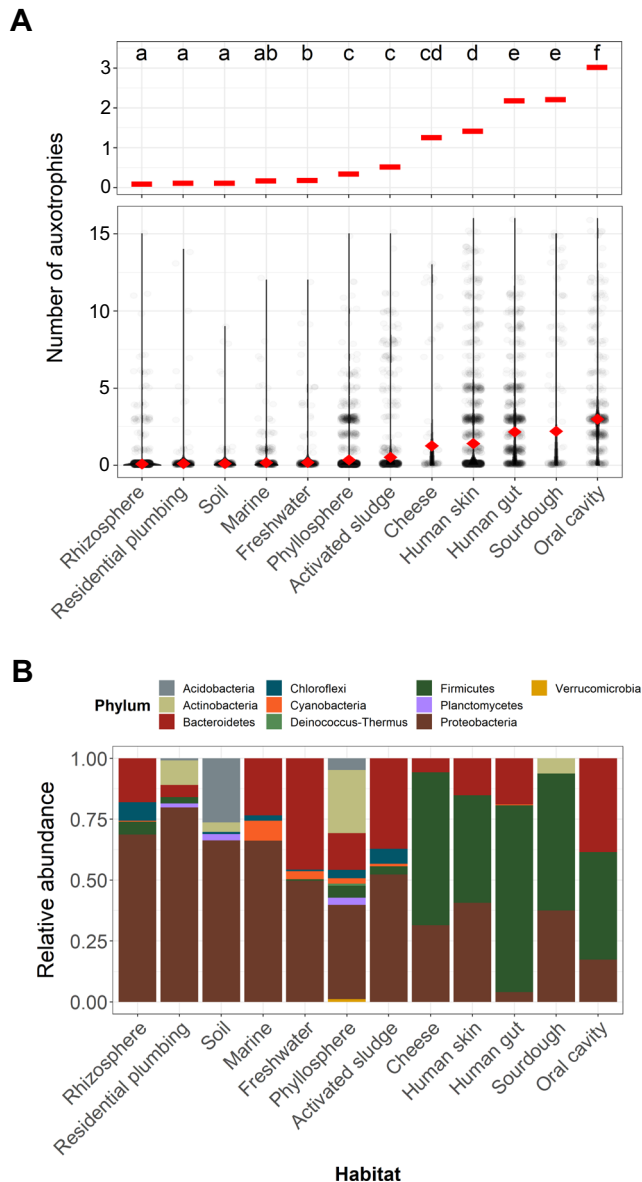 A
a a a ab b c c cd d e e f
3
2
1
0
Number of auxotrophies
15
10
5
0
Rhizosphere
Residential plumbing
Soil
Marine
Freshwater
Phyllosphere
Activated sludge
Cheese
Human skin
Human gut
Sourdough
Oral cavity
B
Phylum
Acidobacteria
Actinobacteria
Bacteroidetes
Chloroflexi
Cyanobacteria
Deinococcus-Thermus
Firmicutes
Planctomycetes
Proteobacteria
Verrucomicrobia
Relative abundance
1.00
0.75
0.50
0.25
0.00
Rhizosphere
Residential plumbing
Soil
Marine
Freshwater
Phyllosphere
Activated sludge
Cheese
Human skin
Human gut
Sourdough
Oral cavity
Habitat